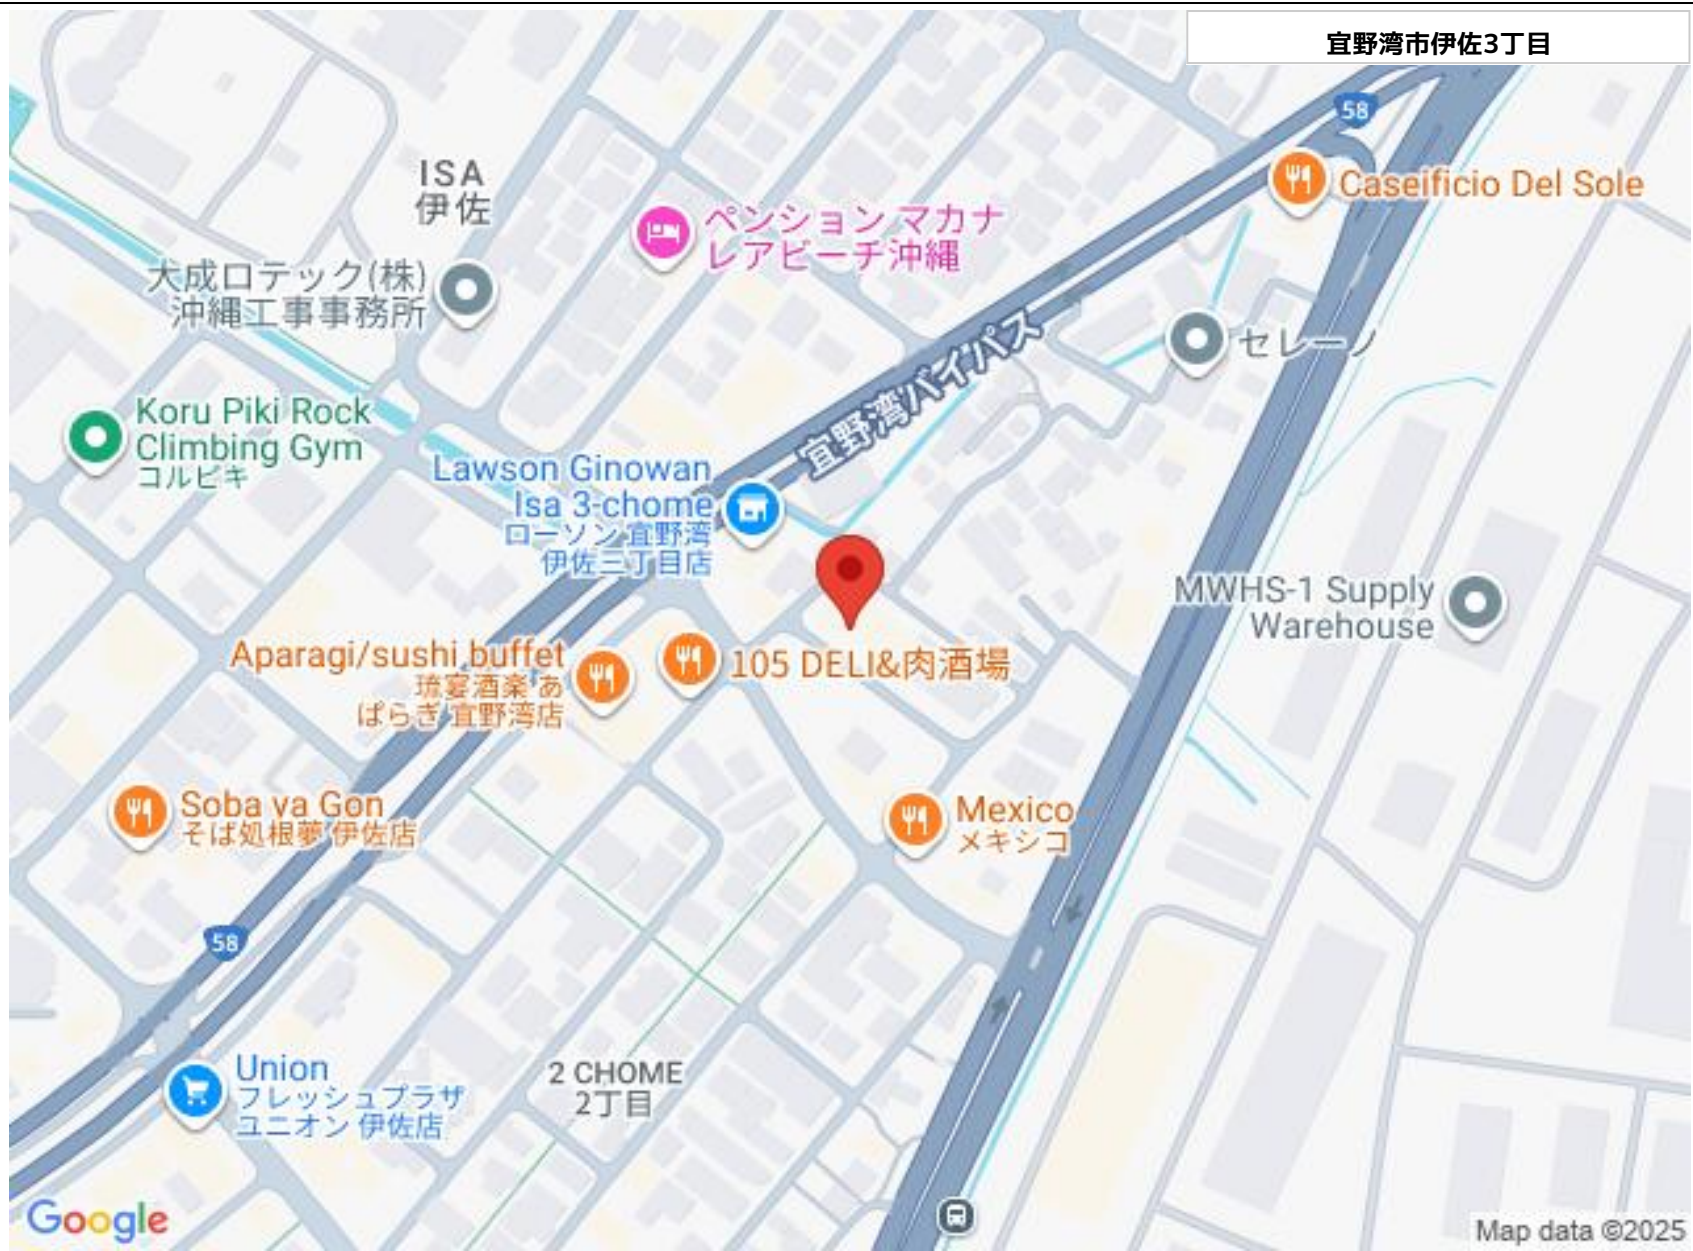 宜野湾市伊佐3丁目
58
Caseificio Del Sole
ISA
伊佐
ペンション マカナ
レアビーチ沖縄
大成ロテック(株)
沖縄工事事務所
宜野湾バイパス
セレーノ
Koru Piki Rock
Climbing Gym
コルピキ
Lawson Ginowan
Isa 3-chome
ローソン 宜野湾
伊佐三丁目店
MWHS-1 Supply
Warehouse
Aparagi/sushi buffet
琉宴酒楽 あ
ぱらぎ 宜野湾店
105 DELI&肉酒場
Soba ya Gon
そば処根夢 伊佐店
Mexico
メキシコ
58
Union
フレッシュプラザ
ユニオン 伊佐店
2 CHOME
2丁目
Google
Map data ©2025